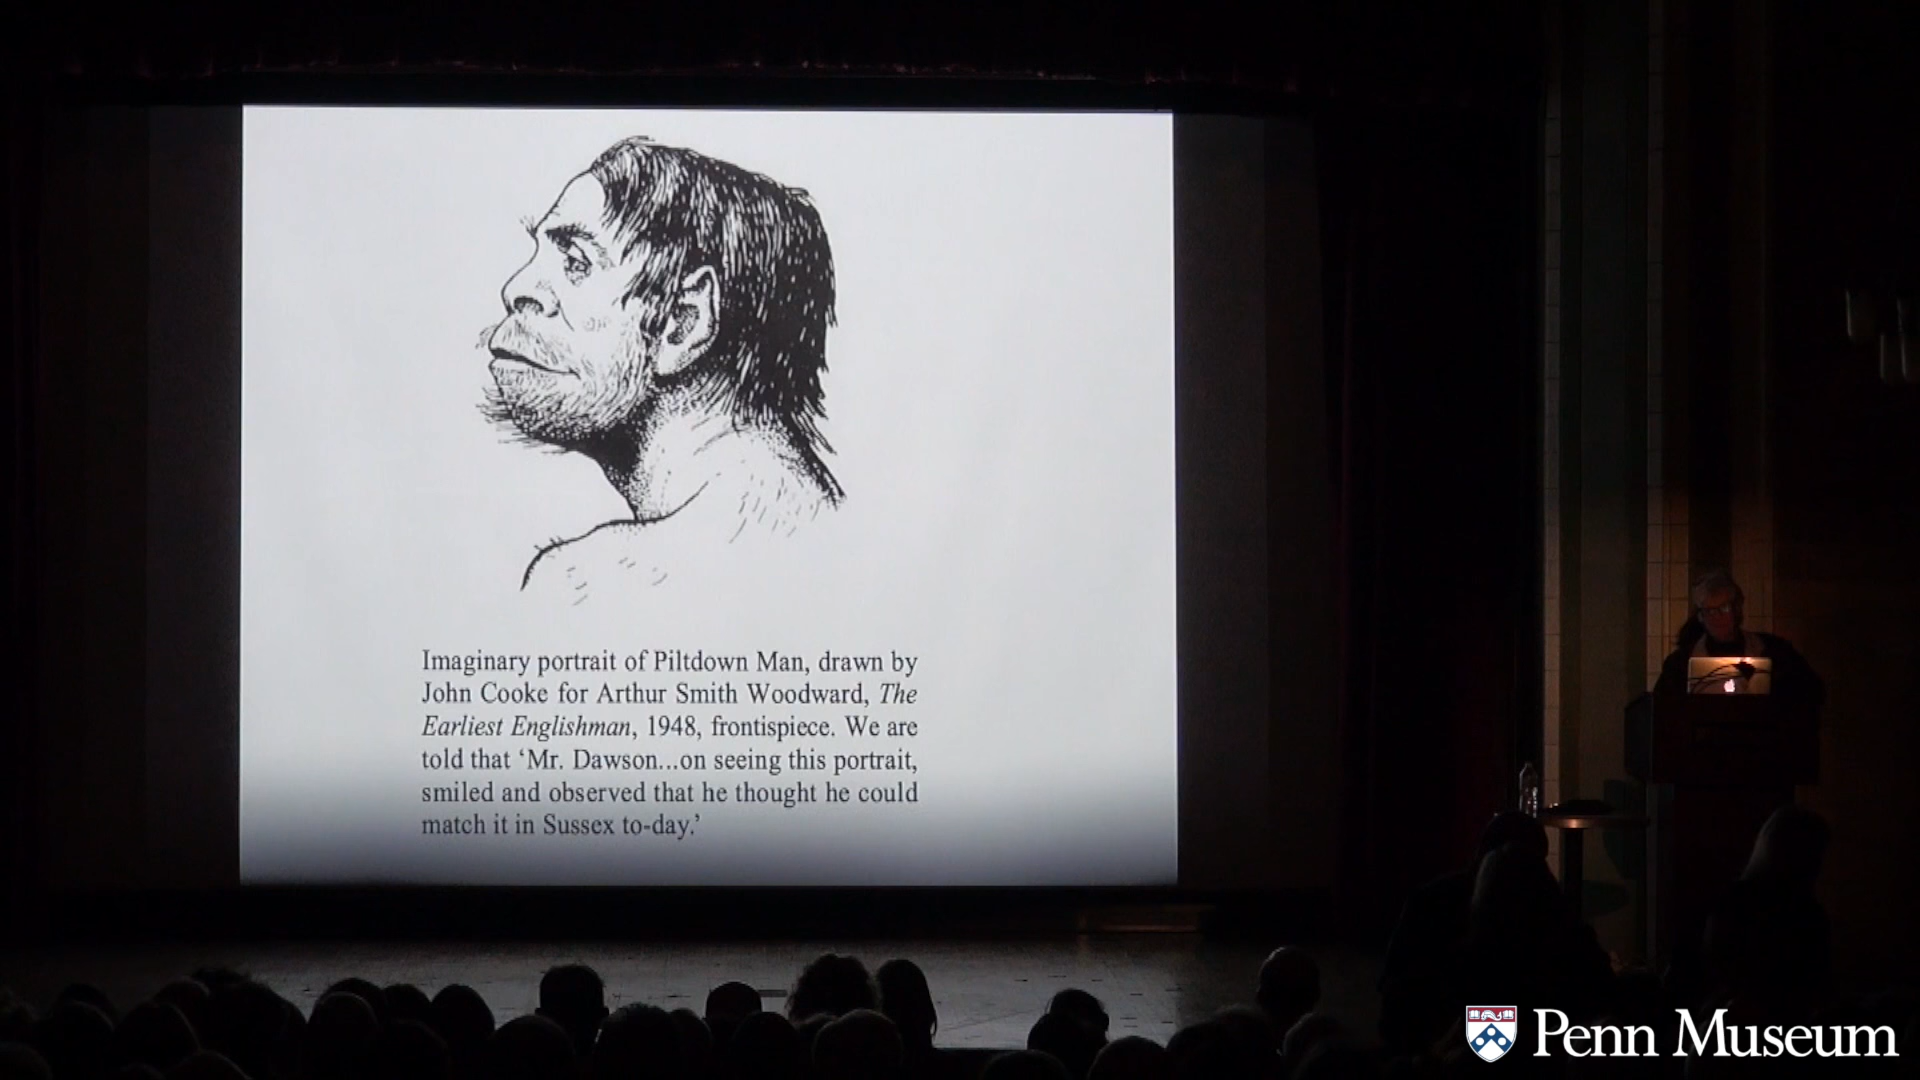 Imaginary portrait of Piltdown Man, drawn by
John Cooke for Arthur Smith Woodward, The
Earliest Englishman, 1948, frontispiece. We are
told that ‘Mr. Dawson...on seeing this portrait,
smiled and observed that he thought he could
match it in Sussex to-day.’
Penn Museum